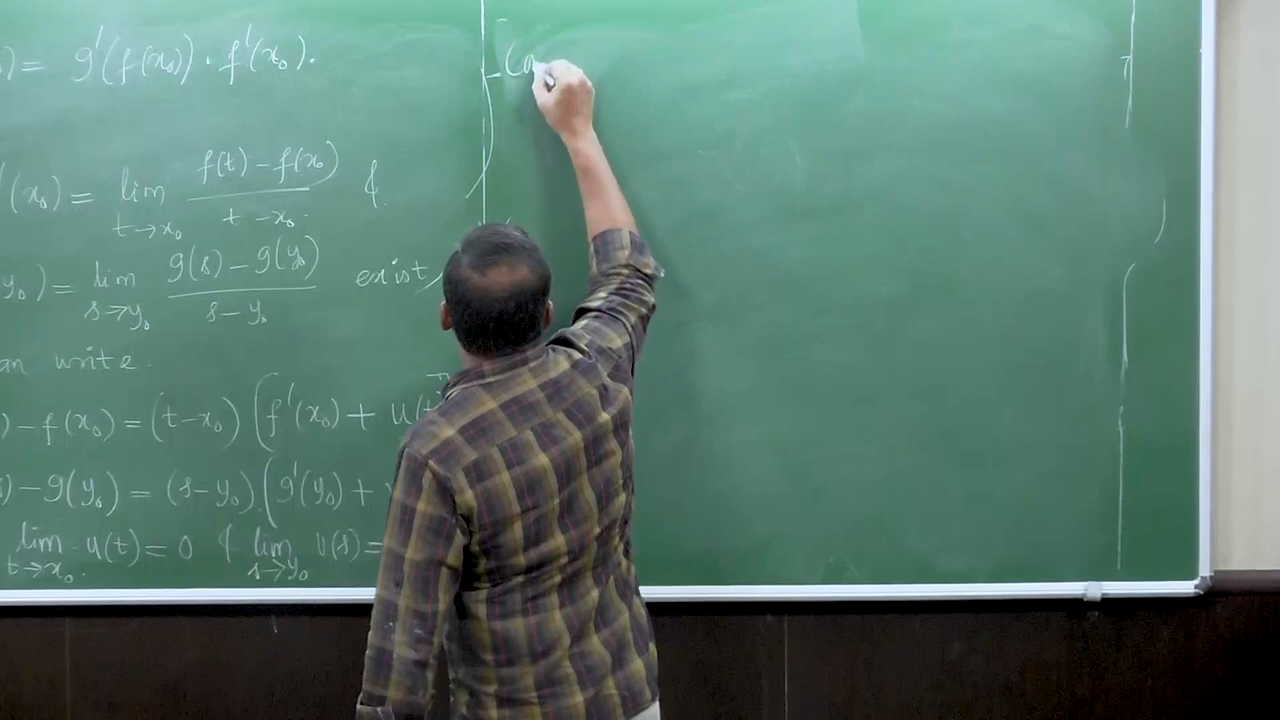 ) = g'(f(x₀)) · f'(x₀).
'(x₀) = lim t→x₀ f(t) − f(x₀) / t − x₀ &
y₀) = lim s→y₀ g(s) − g(y₀) / s − y₀ exist,
an write.
) − f(x₀) = (t − x₀) (f'(x₀) + u(t
) − g(y₀) = (s − y₀) (g'(y₀) +
lim t→x₀ u(t) = 0 & lim s→y₀ v(s) =
Co